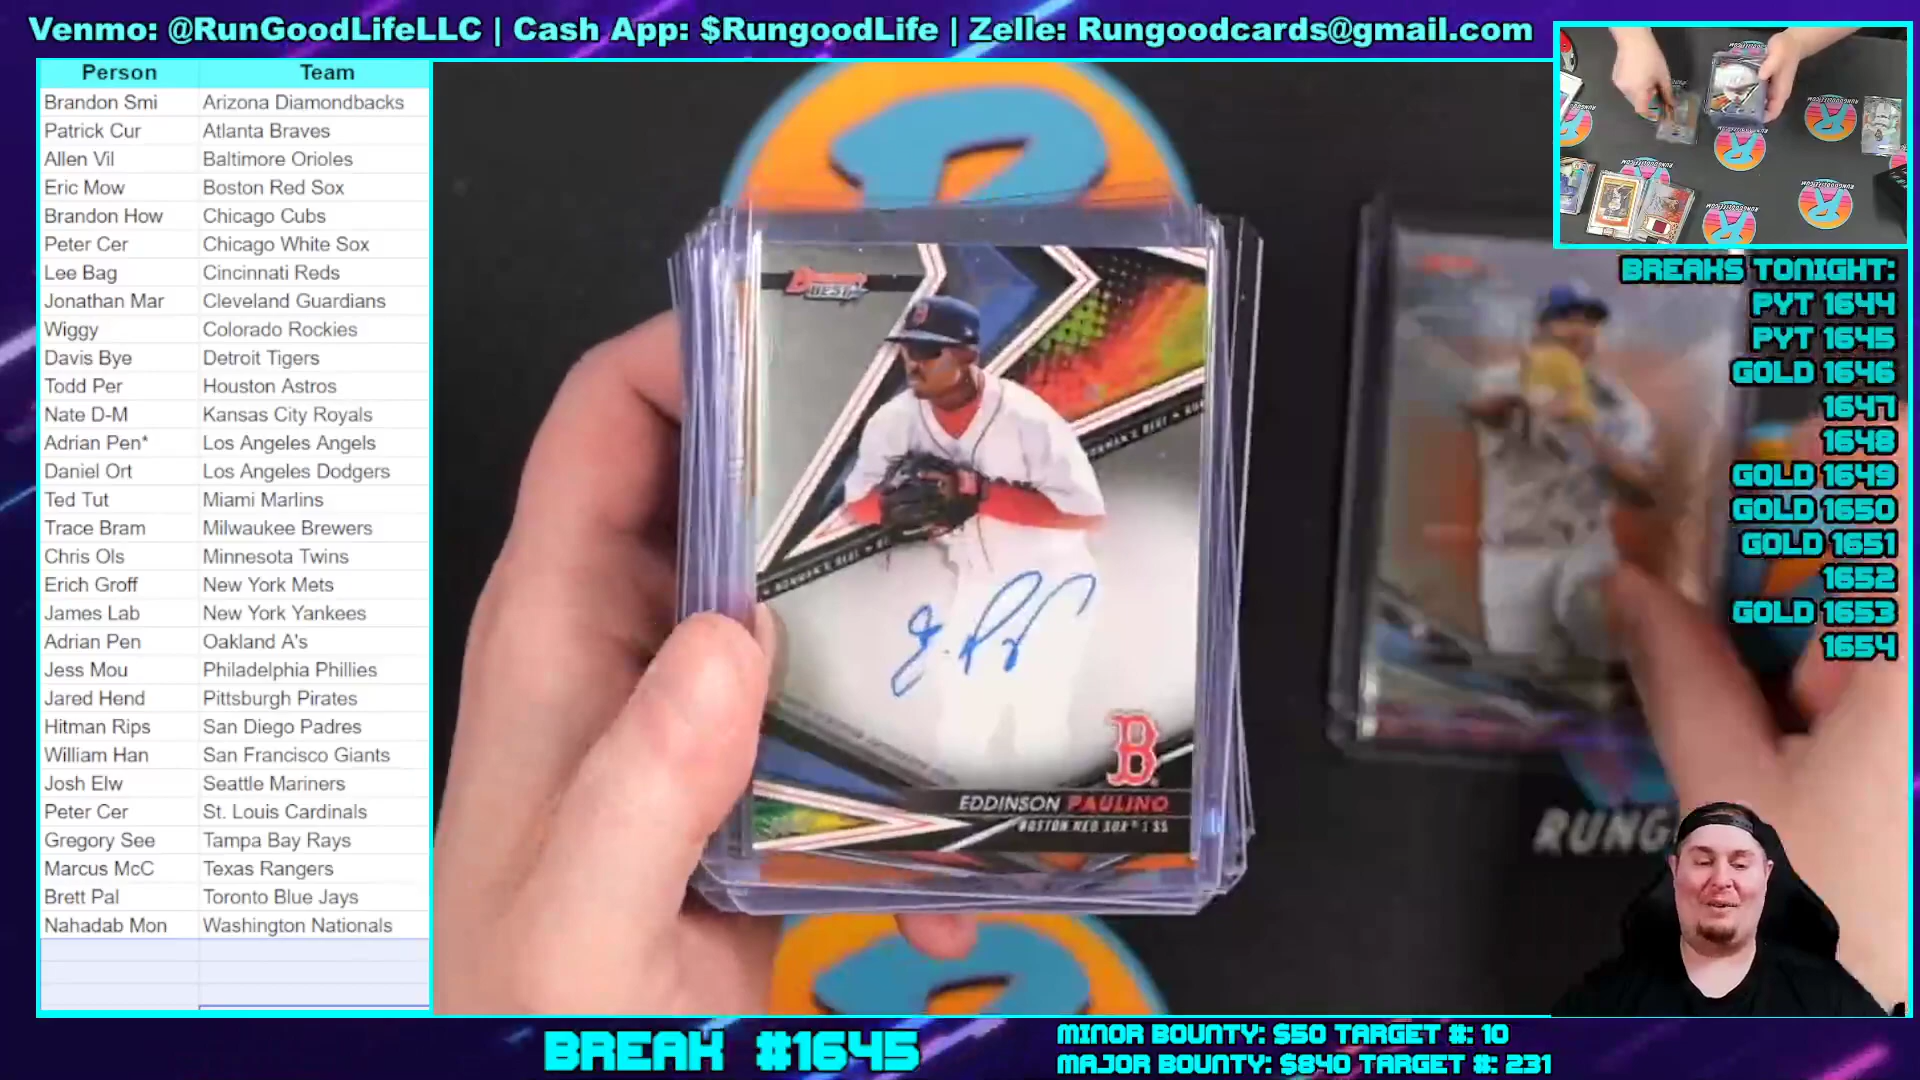 Venmo: @RunGoodLifeLLC | Cash App: $RungoodLife | Zelle: Rungoodcards@gmail.com
Person Team
Brandon Smi Arizona Diamondbacks
Patrick Cur Atlanta Braves
Allen Vil Baltimore Orioles
Eric Mow Boston Red Sox
Brandon How Chicago Cubs
Peter Cer Chicago White Sox
Lee Bag Cincinnati Reds
Jonathan Mar Cleveland Guardians
Wiggy Colorado Rockies
Davis Bye Detroit Tigers
Todd Per Houston Astros
Nate D-M Kansas City Royals
Adrian Pen* Los Angeles Angels
Daniel Ort Los Angeles Dodgers
Ted Tut Miami Marlins
Trace Bram Milwaukee Brewers
Chris Ols Minnesota Twins
Erich Groff New York Mets
James Lab New York Yankees
Adrian Pen Oakland A's
Jess Mou Philadelphia Phillies
Jared Hend Pittsburgh Pirates
Hitman Rips San Diego Padres
William Han San Francisco Giants
Josh Elw Seattle Mariners
Peter Cer St. Louis Cardinals
Gregory See Tampa Bay Rays
Marcus McC Texas Rangers
Brett Pal Toronto Blue Jays
Nahadab Mon Washington Nationals
BEST
B
EDDINSON PAULINO
BOSTON RED SOX | SS
RUNG
BREAKS TONIGHT:
PYT 1644
PYT 1645
GOLD 1646
1647
1648
GOLD 1649
GOLD 1650
GOLD 1651
1652
GOLD 1653
1654
BREAK #1645
MINOR BOUNTY: $50 TARGET #: 10
MAJOR BOUNTY: $840 TARGET #: 231